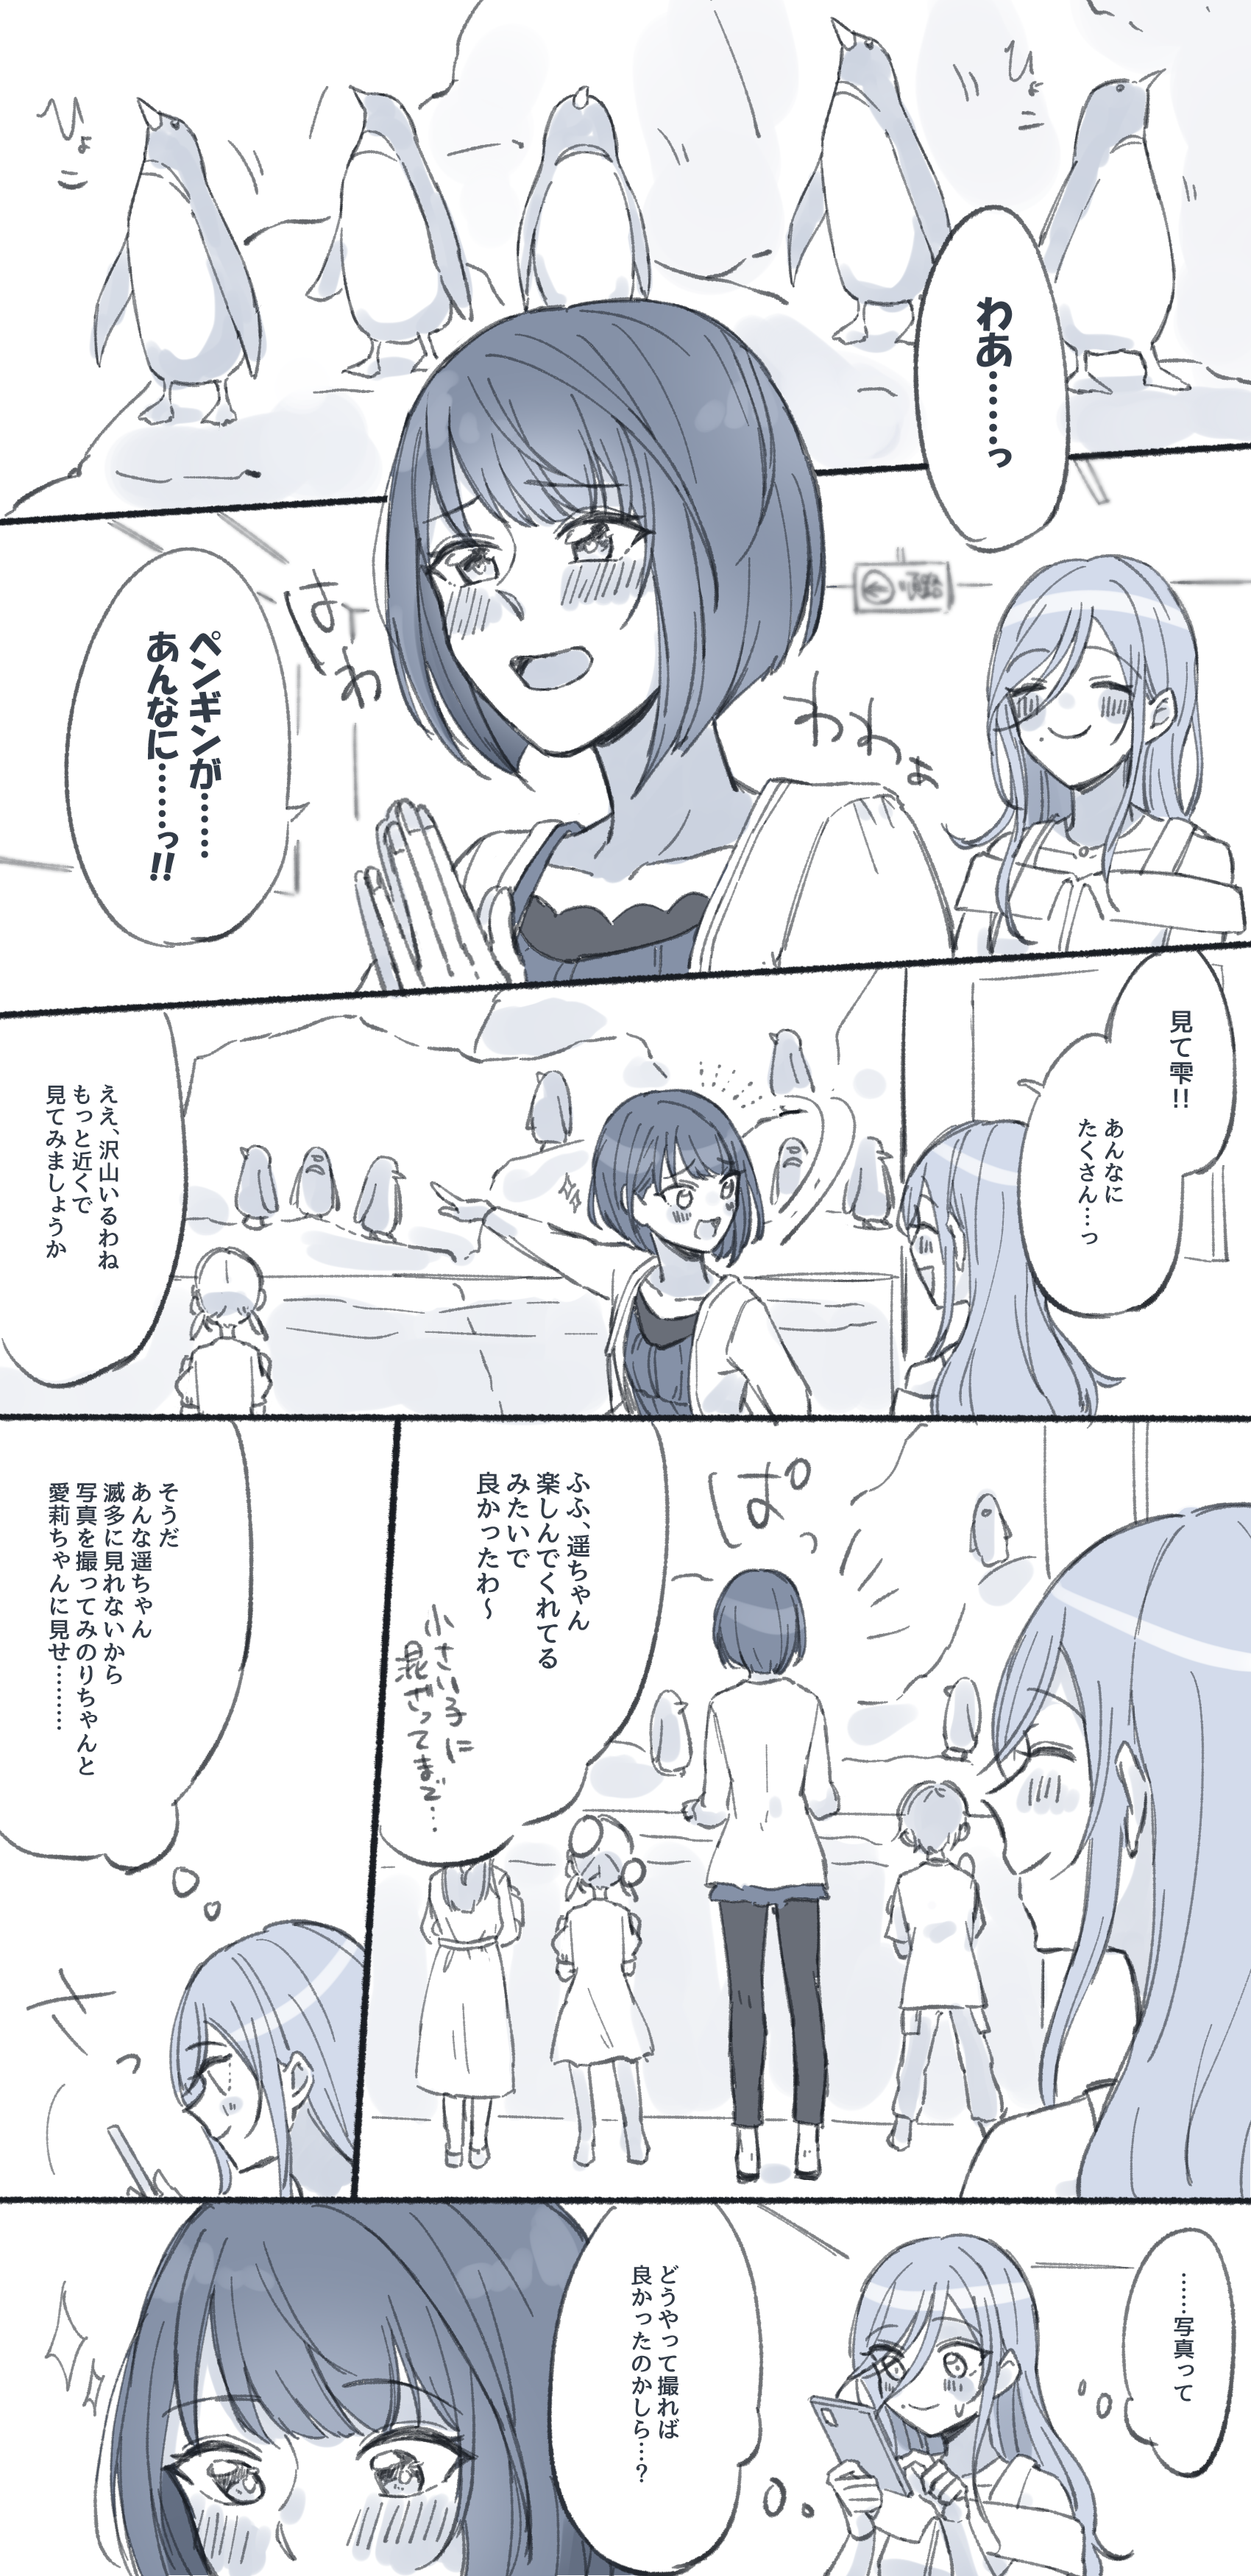 ひょこ
ひょこ
わあ………っ
はわ
わわぁ
ペンギンが……
あんなに……っ!!
見て雫!!
あんなに
たくさん…っ
ええ、沢山いるわね
もっと近くで
見てみましょうか
ぱっ
ふふ、遥ちゃん
楽しんでくれてる
みたいで
良かったわ～
小さい子に
混ざってまで…
そうだ
あんな遥ちゃん
滅多に見れないから
写真を撮ってみのりちゃんと
愛莉ちゃんに見せ………
さっ
……写真って
どうやって撮れば
良かったのかしら…?